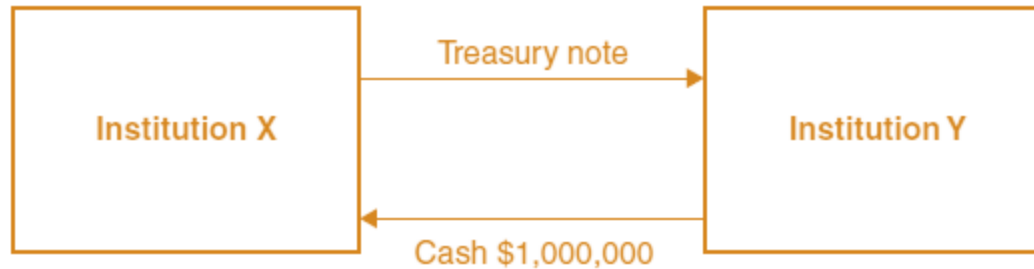 Treasury note
Institution X
Institution Y
Cash $1,000,000